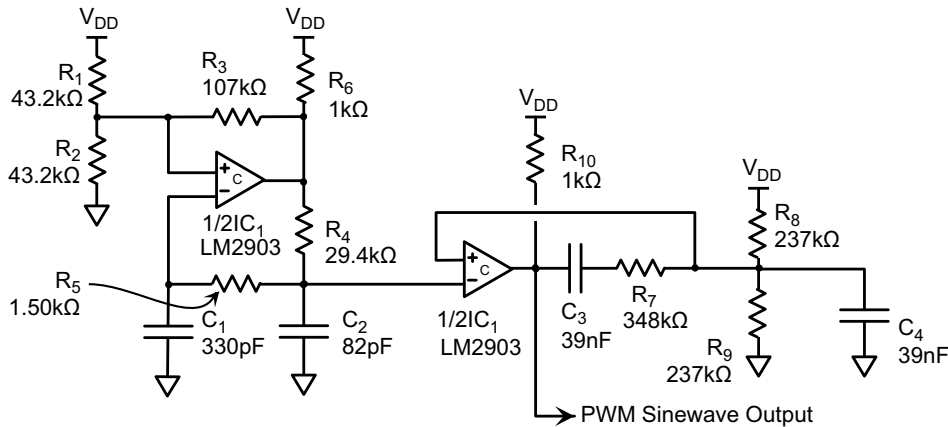 VDD
R1
43.2kΩ
R2
43.2kΩ
R3
107kΩ
VDD
R6
1kΩ
+
−
C
1/2IC1
LM2903
R4
29.4kΩ
R5
1.50kΩ
C1
330pF
C2
82pF
VDD
R10
1kΩ
+
−
C
1/2IC1
LM2903
C3
39nF
R7
348kΩ
VDD
R8
237kΩ
R9
237kΩ
C4
39nF
PWM Sinewave Output